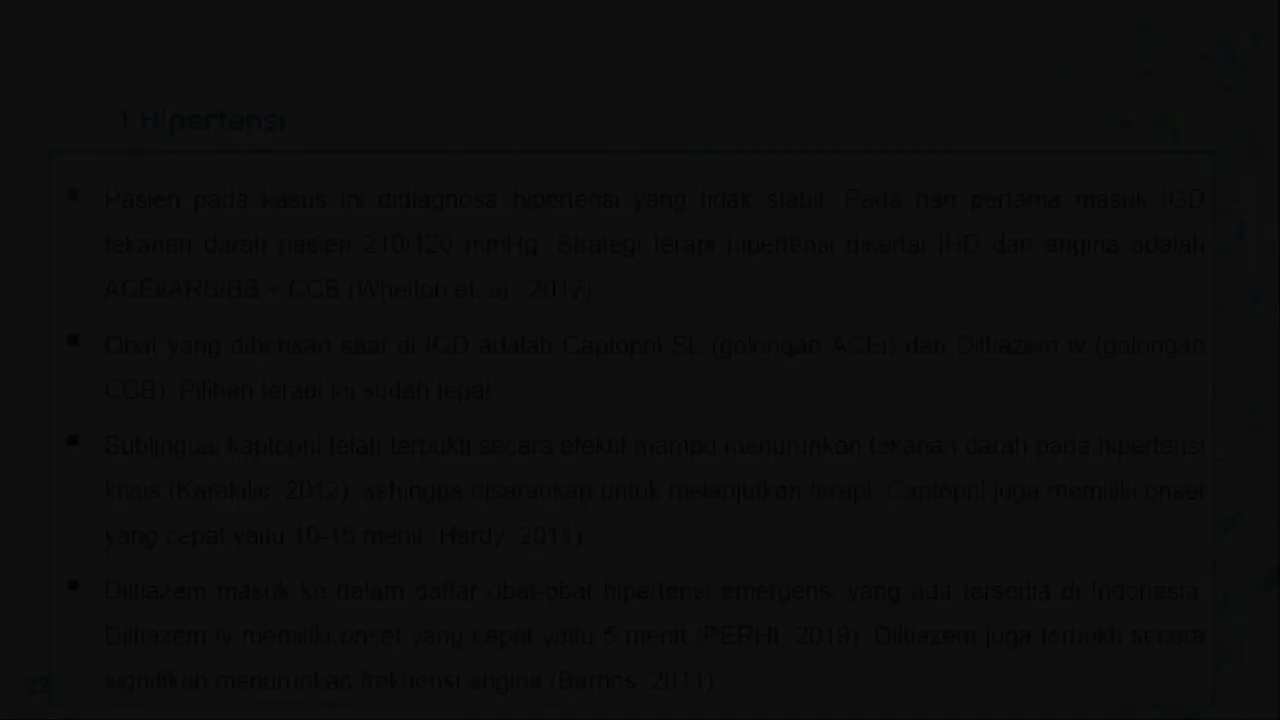 1 Hipertensi
Pasien pada kasus ini didiagnosa hipertensi yang tidak stabil. Pada hari pertama masuk IGD
tekanan darah pasien 210/120 mmHg. Strategi terapi hipertensi disertai IHD dan angina adalah
ACEi/ARB/BB + CCB (Whelton et. al., 2017)
Obat yang diberikan saat di IGD adalah Captopril SL (golongan ACEi) dan Diltiazem iv (golongan
CCB). Pilihan terapi ini sudah tepat
Sublingual kaptopril telah terbukti secara efektif mampu menurunkan tekanan darah pada hipertensi
krisis (Karakilic, 2012), sehingga disarankan untuk melanjutkan terapi. Captopril juga memiliki onset
yang cepat yaitu 10-15 menit (Hardy, 2011)
Diltiazem masuk ke dalam daftar obat-obat hipertensi emergensi yang ada tersedia di Indonesia.
Diltiazem iv memiliki onset yang cepat yaitu 5 menit (PERHI, 2019). Diltiazem juga terbukti secara
signifikan menurunkan frekuensi angina (Barrios, 2011)